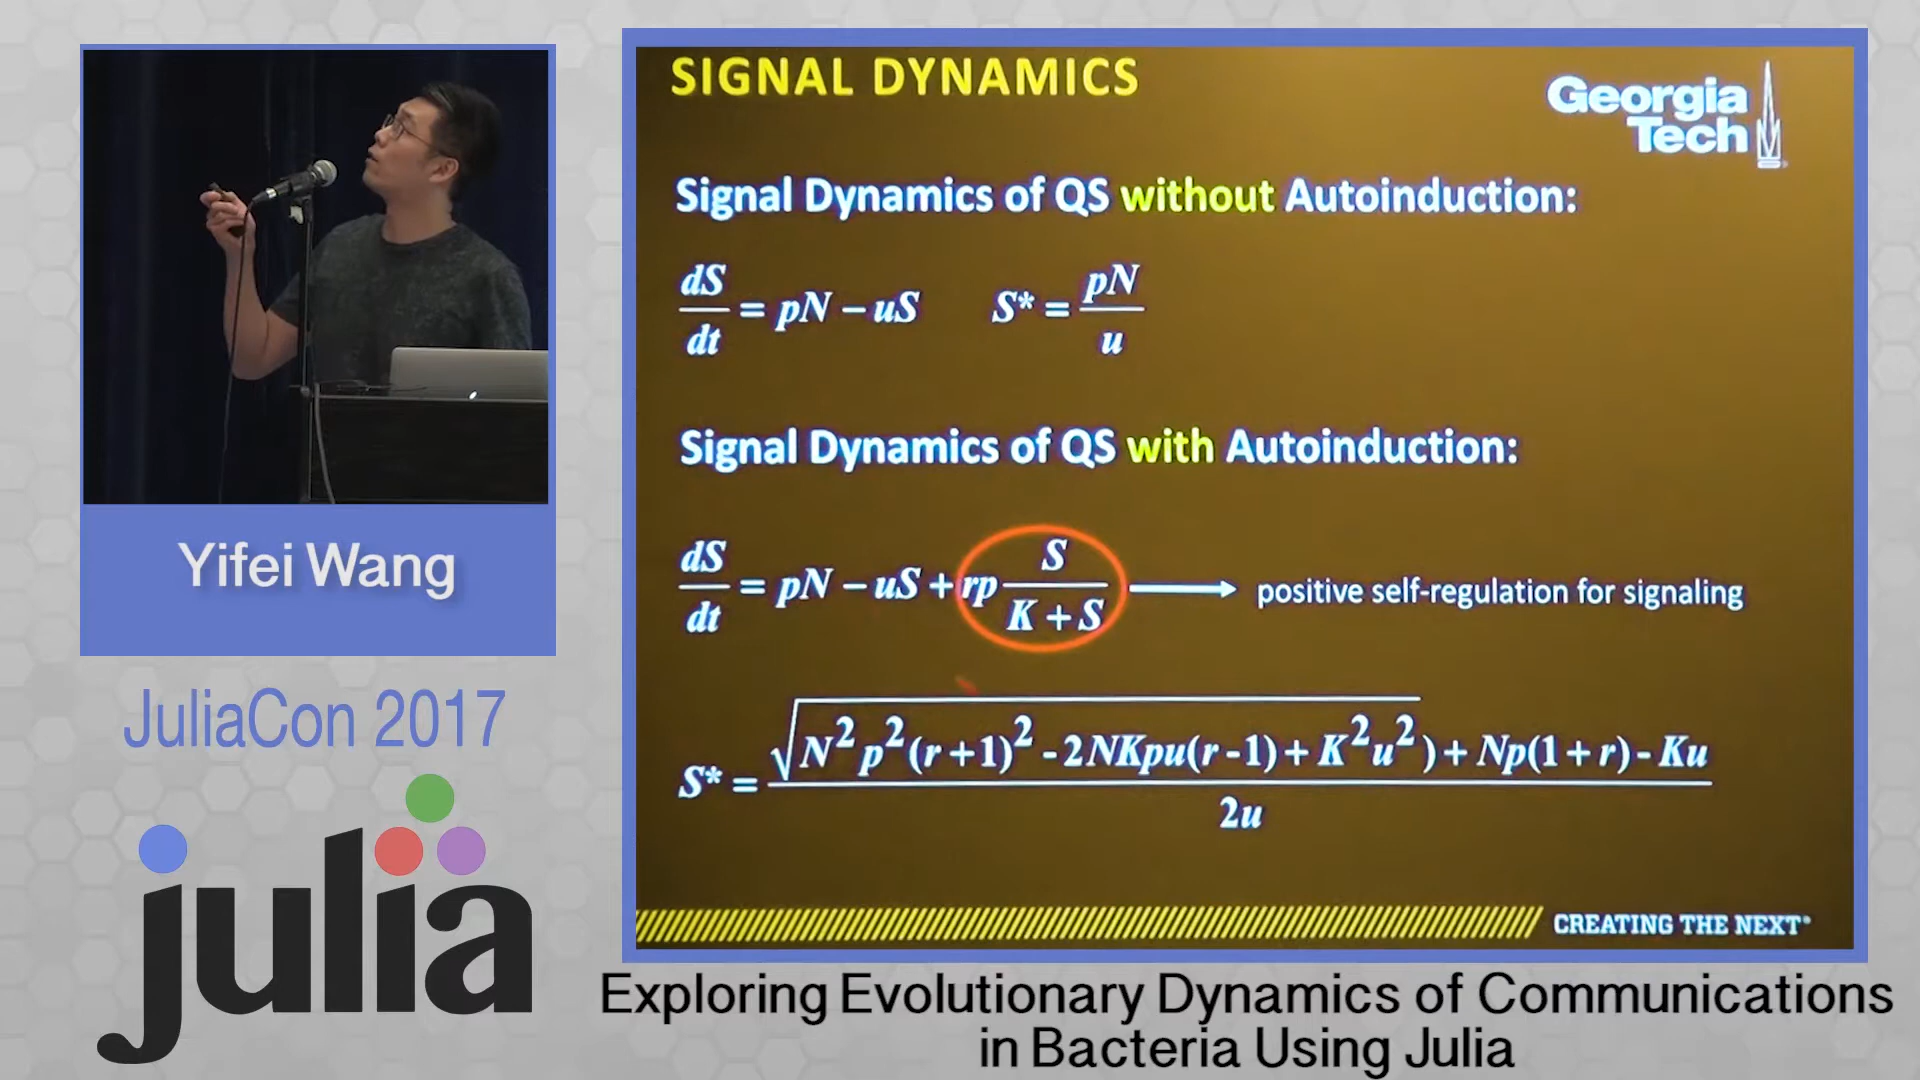 SIGNAL DYNAMICS
Georgia
Tech
Signal Dynamics of QS without Autoinduction:
dS/dt = pN − uS    S* = pN/u
Signal Dynamics of QS with Autoinduction:
dS/dt = pN − uS + rp S/(K + S) → positive self-regulation for signaling
S* = (√(N²p²(r+1)² - 2NKpu(r-1) + K²u²) + Np(1+r) - Ku)/2u
CREATING THE NEXT®
Yifei Wang
JuliaCon 2017
julia
Exploring Evolutionary Dynamics of Communications
in Bacteria Using Julia